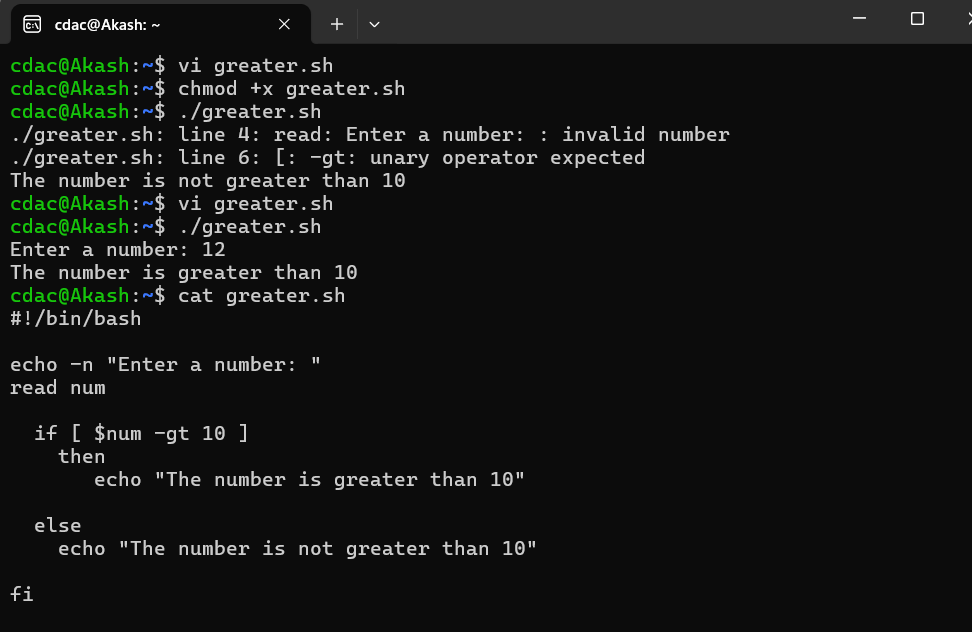 cdac@Akash: ~
cdac@Akash:~$ vi greater.sh
cdac@Akash:~$ chmod +x greater.sh
cdac@Akash:~$ ./greater.sh
./greater.sh: line 4: read: Enter a number: : invalid number
./greater.sh: line 6: [: -gt: unary operator expected
The number is not greater than 10
cdac@Akash:~$ vi greater.sh
cdac@Akash:~$ ./greater.sh
Enter a number: 12
The number is greater than 10
cdac@Akash:~$ cat greater.sh
#!/bin/bash

echo -n "Enter a number: "
read num

  if [ $num -gt 10 ]
    then
       echo "The number is greater than 10"

  else
    echo "The number is not greater than 10"

fi